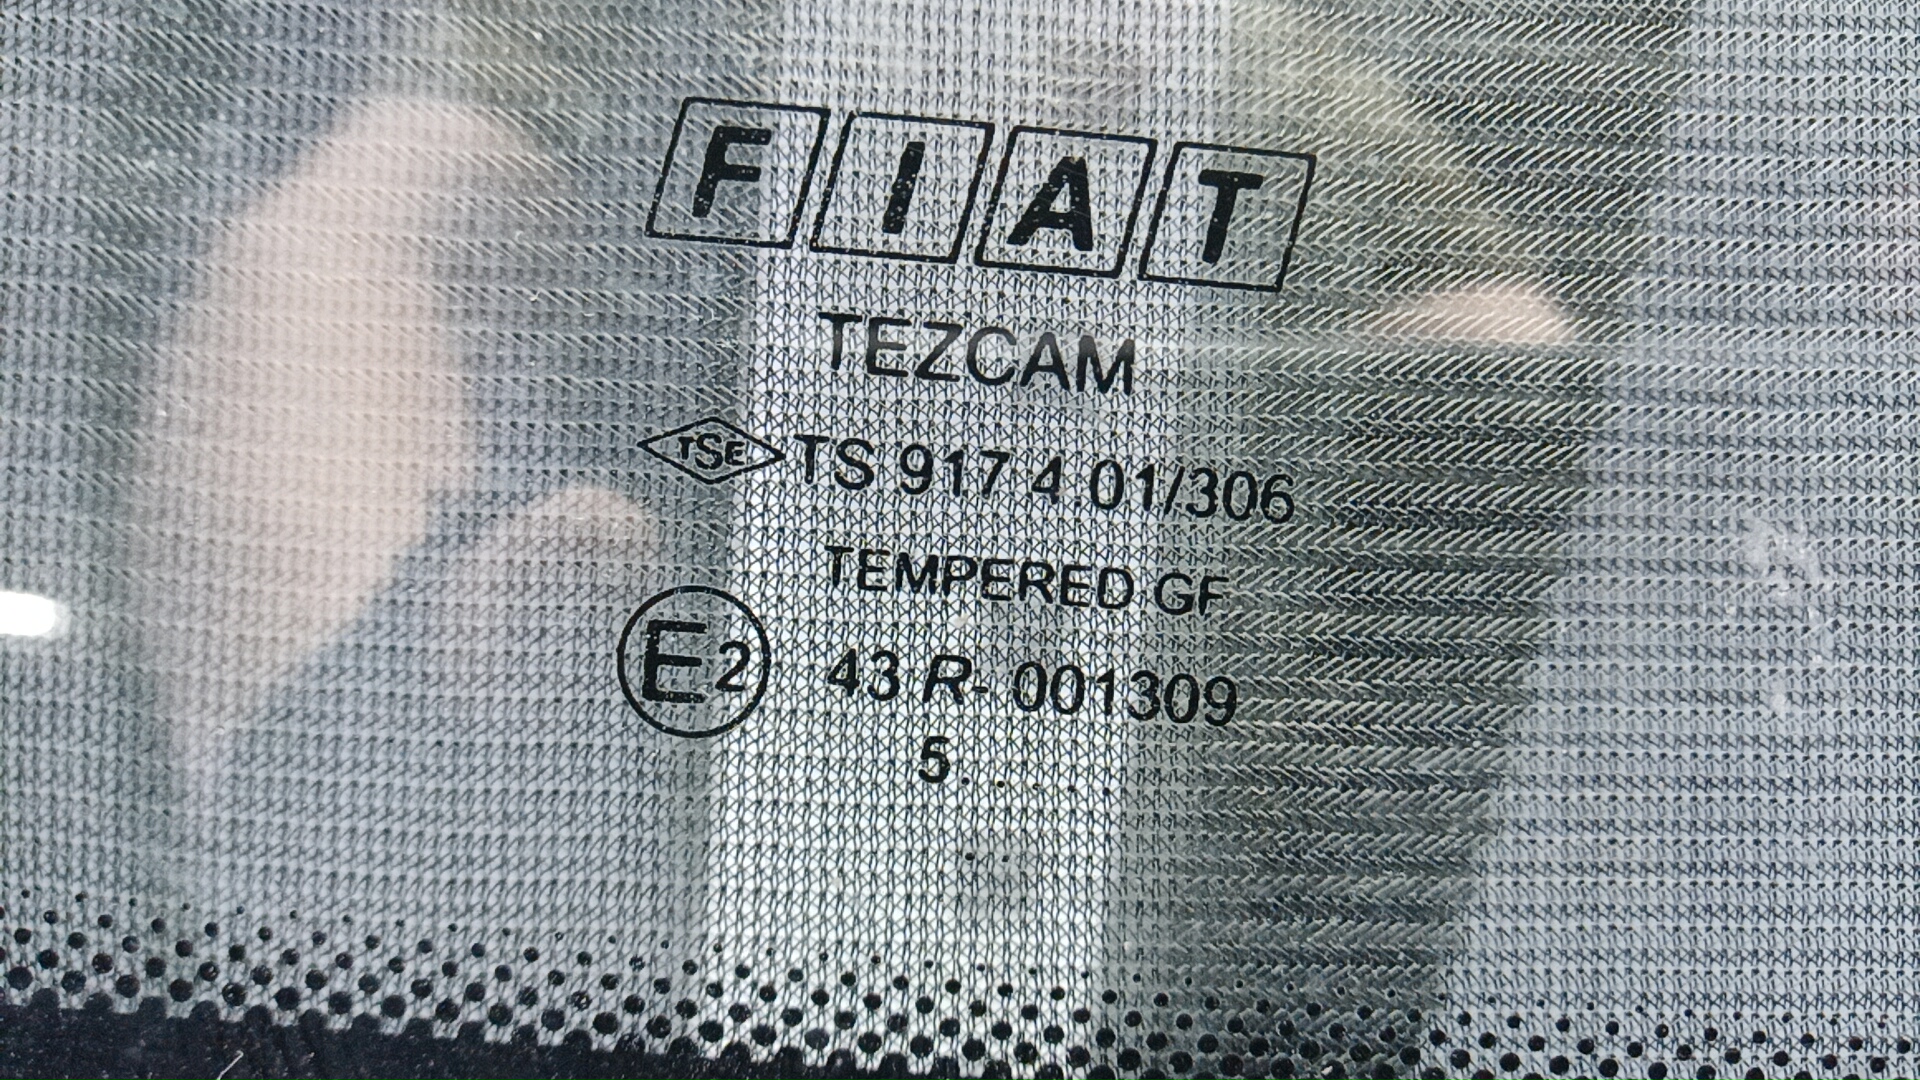 FIAT
TEZCAM
TSE TS 917 4 01/306
TEMPERED GF
E2 43 R- 001309
5. . . . . .